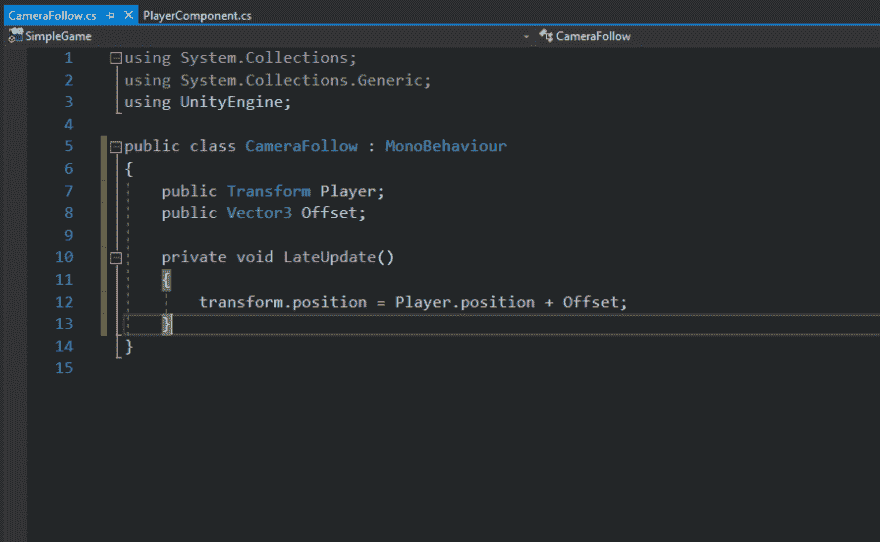 CameraFollow.cs PlayerComponent.cs
SimpleGame CameraFollow
1 using System.Collections;
2 using System.Collections.Generic;
3 using UnityEngine;
4
5 public class CameraFollow : MonoBehaviour
6 {
7 public Transform Player;
8 public Vector3 Offset;
9
10 private void LateUpdate()
11 {
12 transform.position = Player.position + Offset;
13 }
14 }
15